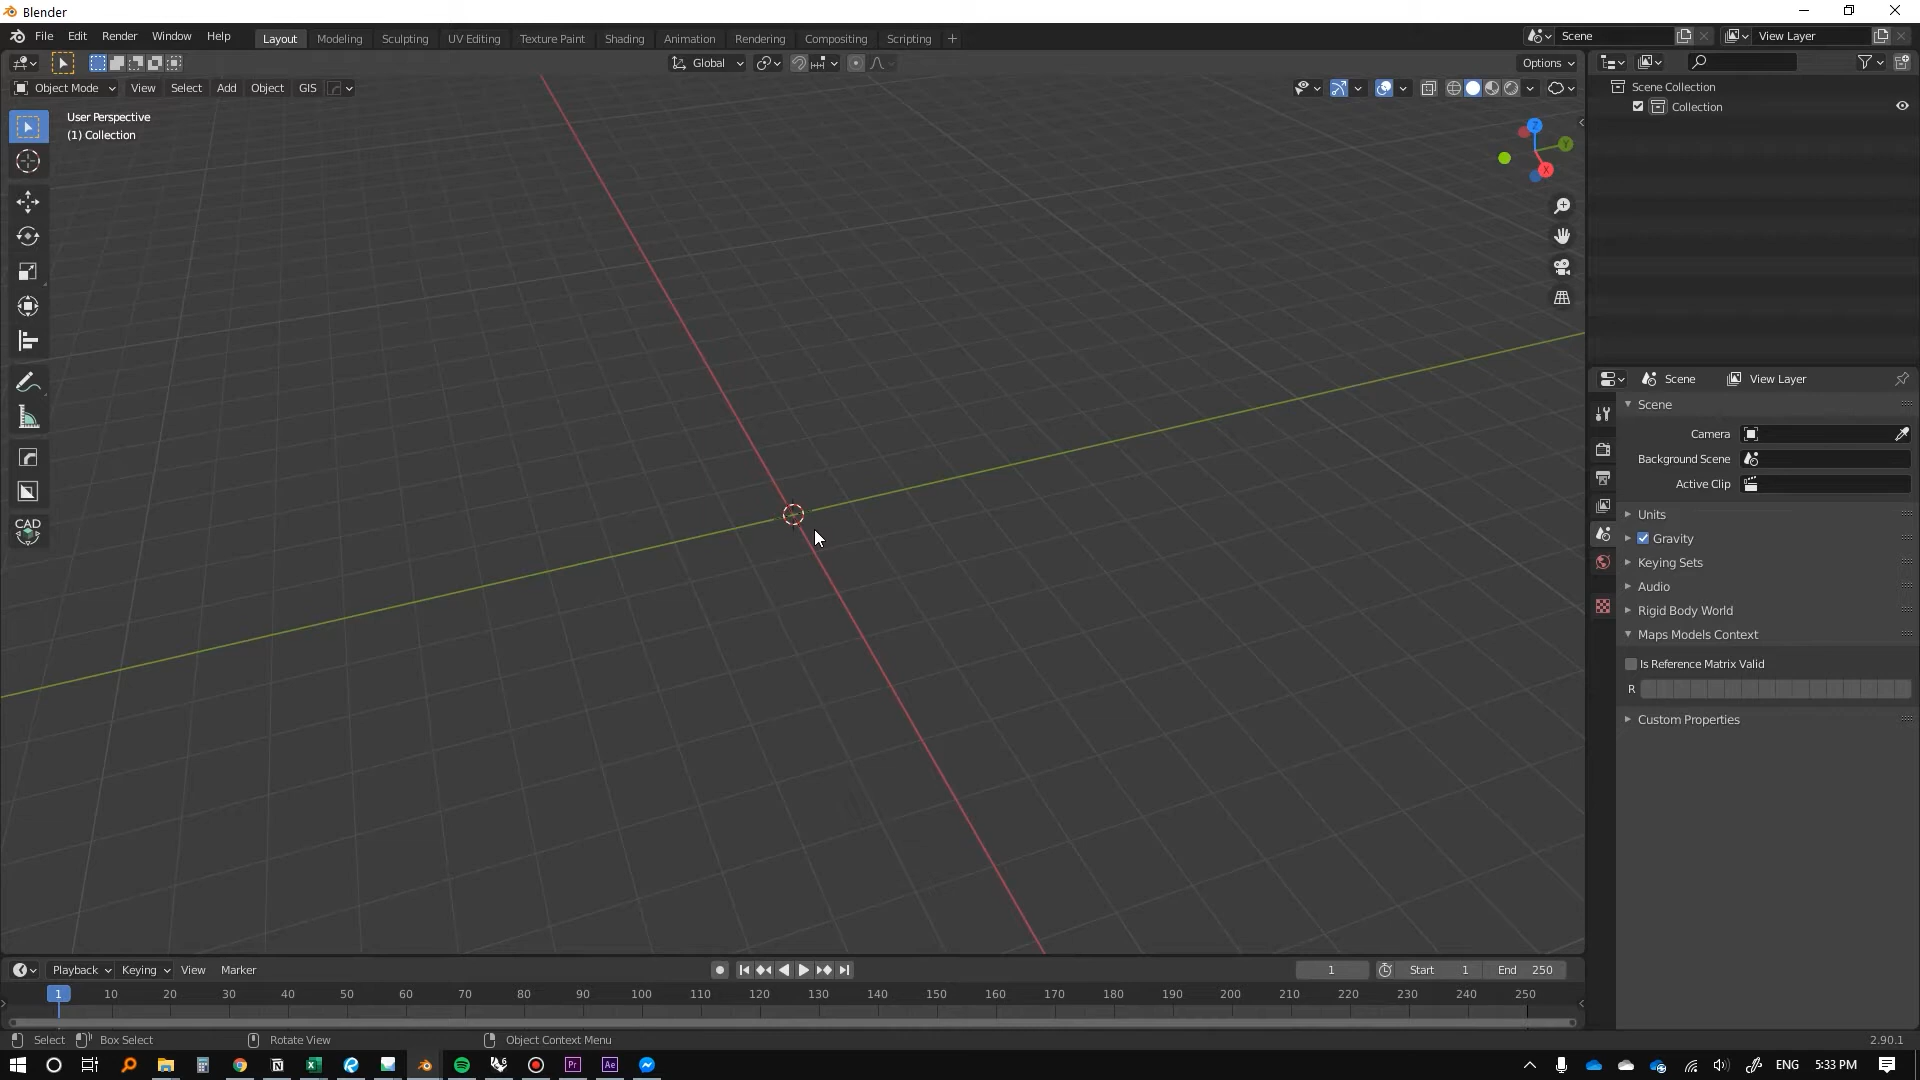 Blender
File Edit Render Window Help
Layout Modeling Sculpting UV Editing Texture Paint Shading Animation Rendering Compositing Scripting +
Scene
View Layer
Global
Options
Object Mode View Select Add Object GIS
User Perspective
(1) Collection
Z
Y
X
CAD
Scene Collection
Collection
Scene View Layer
Scene
Camera
Background Scene
Active Clip
Units
Gravity
Keying Sets
Audio
Rigid Body World
Maps Models Context
Is Reference Matrix Valid
R
Custom Properties
Playback Keying View Marker
1
Start 1
End 250
1 10 20 30 40 50 60 70 80 90 100 110 120 130 140 150 160 170 180 190 200 210 220 230 240 250
Select Box Select Rotate View Object Context Menu
2.90.1
Pr
Ae
ENG
5:33 PM